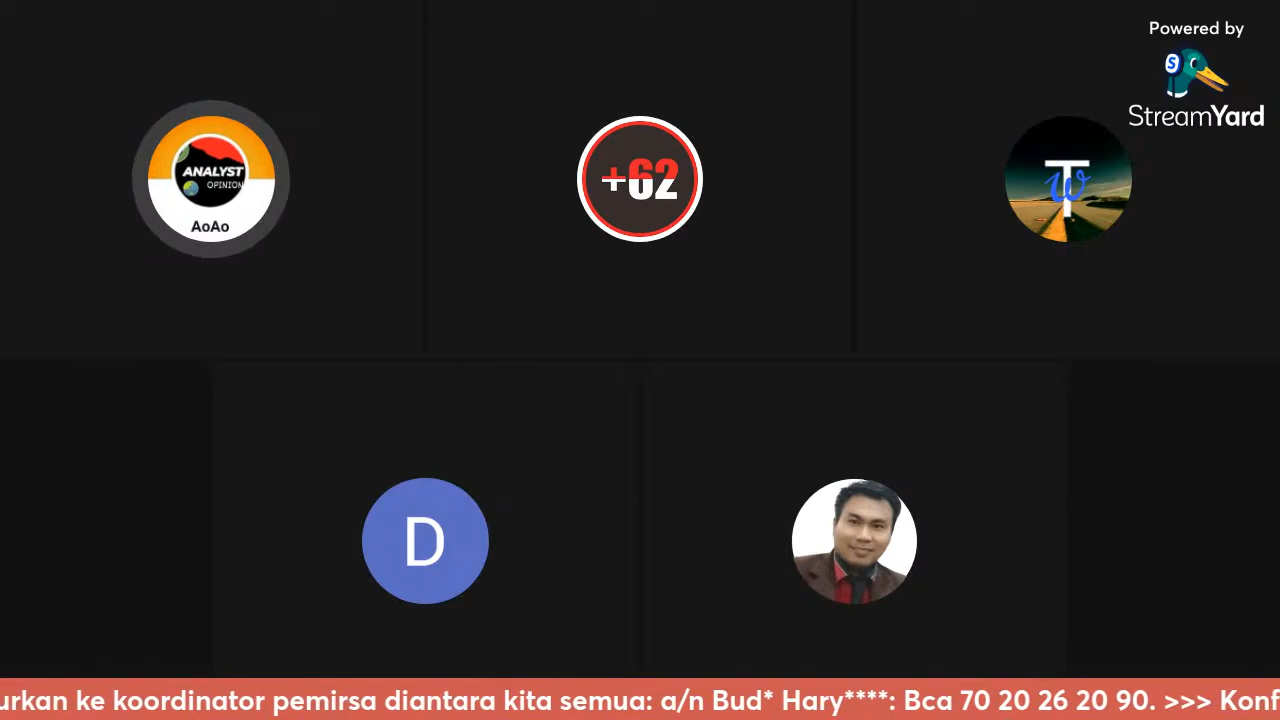 Powered by
S
StreamYard
ANALYST
OPINION
AoAo
+62
T
w
D
urkan ke koordinator pemirsa diantara kita semua: a/n Bud* Hary****: Bca 70 20 26 20 90. >>> Konf